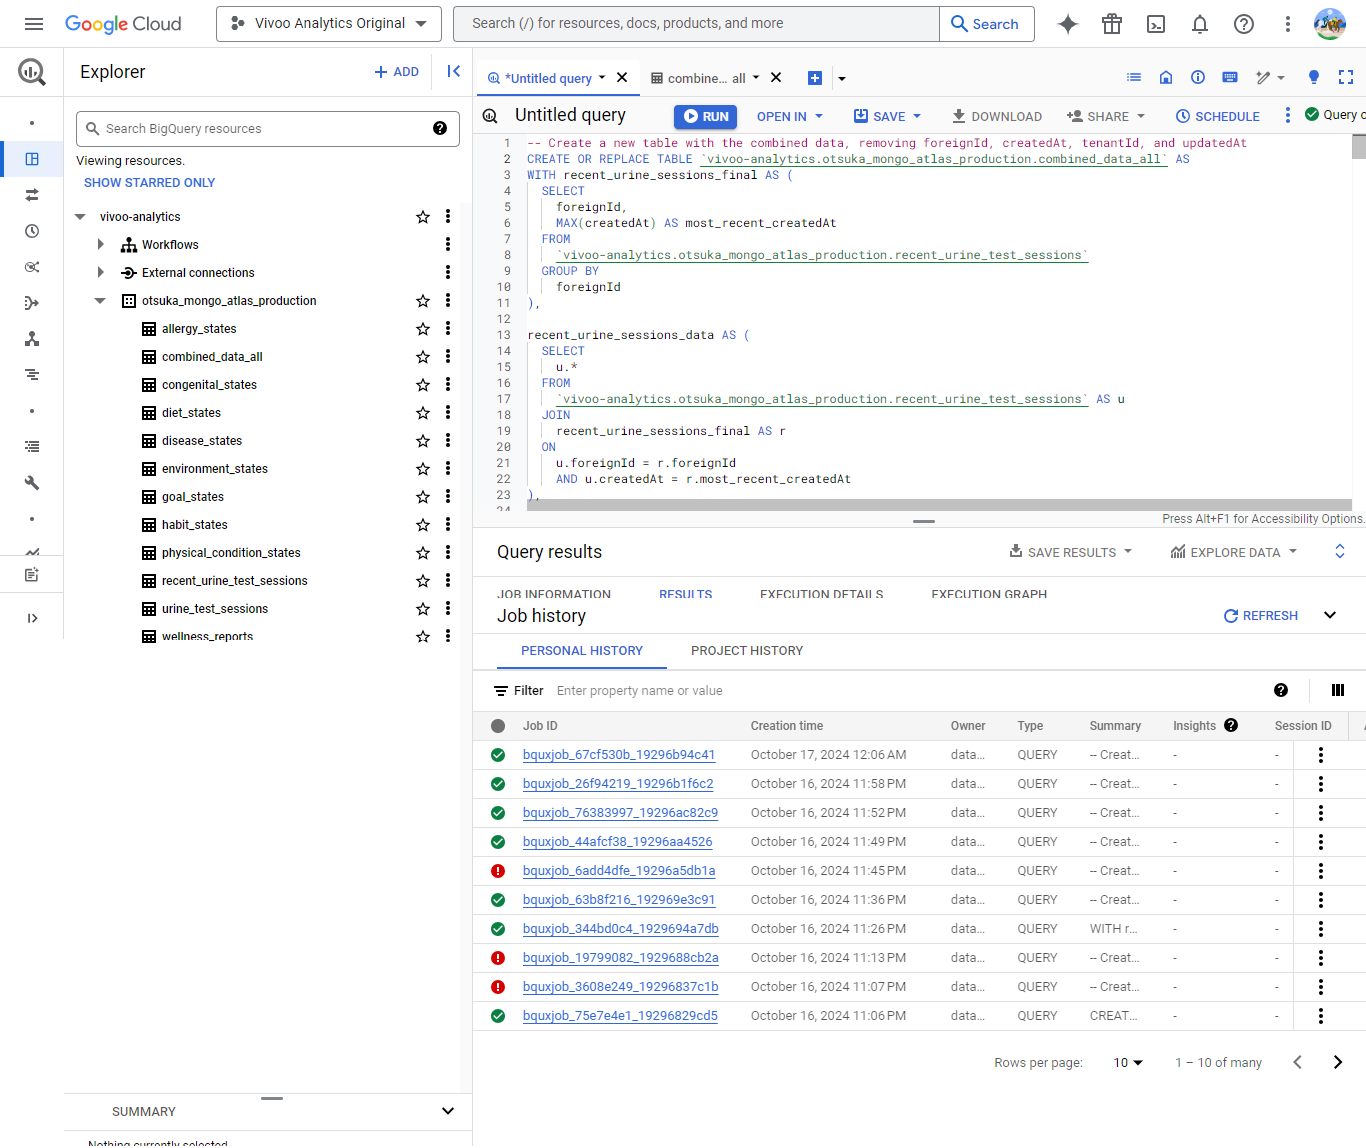 Google Cloud
Vivoo Analytics Original
Search (/) for resources, docs, products, and more
Search
Explorer
ADD
*Untitled query
combine... all
Search BigQuery resources
Viewing resources.
SHOW STARRED ONLY
vivoo-analytics
Workflows
External connections
otsuka_mongo_atlas_production
allergy_states
combined_data_all
congenital_states
diet_states
disease_states
environment_states
goal_states
habit_states
physical_condition_states
recent_urine_test_sessions
urine_test_sessions
wellness_reports
SUMMARY
Nothing currently selected
Untitled query
RUN
OPEN IN
SAVE
DOWNLOAD
SHARE
SCHEDULE
Query c
1 -- Create a new table with the combined data, removing foreignId, createdAt, tenantId, and updatedAt
2 CREATE OR REPLACE TABLE `vivoo-analytics.otsuka_mongo_atlas_production.combined_data_all` AS
3 WITH recent_urine_sessions_final AS (
4 SELECT
5 foreignId,
6 MAX(createdAt) AS most_recent_createdAt
7 FROM
8 `vivoo-analytics.otsuka_mongo_atlas_production.recent_urine_test_sessions`
9 GROUP BY
10 foreignId
11 ),
12
13 recent_urine_sessions_data AS (
14 SELECT
15 u.*
16 FROM
17 `vivoo-analytics.otsuka_mongo_atlas_production.recent_urine_test_sessions` AS u
18 JOIN
19 recent_urine_sessions_final AS r
20 ON
21 u.foreignId = r.foreignId
22 AND u.createdAt = r.most_recent_createdAt
23 ),
24
Press Alt+F1 for Accessibility Options.
Query results
SAVE RESULTS
EXPLORE DATA
JOB INFORMATION RESULTS EXECUTION DETAILS EXECUTION GRAPH
Job history
REFRESH
PERSONAL HISTORY PROJECT HISTORY
Filter Enter property name or value
Job ID Creation time Owner Type Summary Insights Session ID
bquxjob_67cf530b_19296b94c41 October 17, 2024 12:06 AM data... QUERY -- Creat... - -
bquxjob_26f94219_19296b1f6c2 October 16, 2024 11:58 PM data... QUERY -- Creat... - -
bquxjob_76383997_19296ac82c9 October 16, 2024 11:52 PM data... QUERY -- Creat... - -
bquxjob_44afcf38_19296aa4526 October 16, 2024 11:49 PM data... QUERY -- Creat... - -
bquxjob_6add4dfe_19296a5db1a October 16, 2024 11:45 PM data... QUERY -- Creat... - -
bquxjob_63b8f216_192969e3c91 October 16, 2024 11:36 PM data... QUERY -- Creat... - -
bquxjob_344bd0c4_1929694a7db October 16, 2024 11:26 PM data... QUERY WITH r... - -
bquxjob_19799082_1929688cb2a October 16, 2024 11:13 PM data... QUERY -- Creat... - -
bquxjob_3608e249_19296837c1b October 16, 2024 11:07 PM data... QUERY -- Creat... - -
bquxjob_75e7e4e1_19296829cd5 October 16, 2024 11:06 PM data... QUERY CREAT... - -
Rows per page: 10 1 – 10 of many